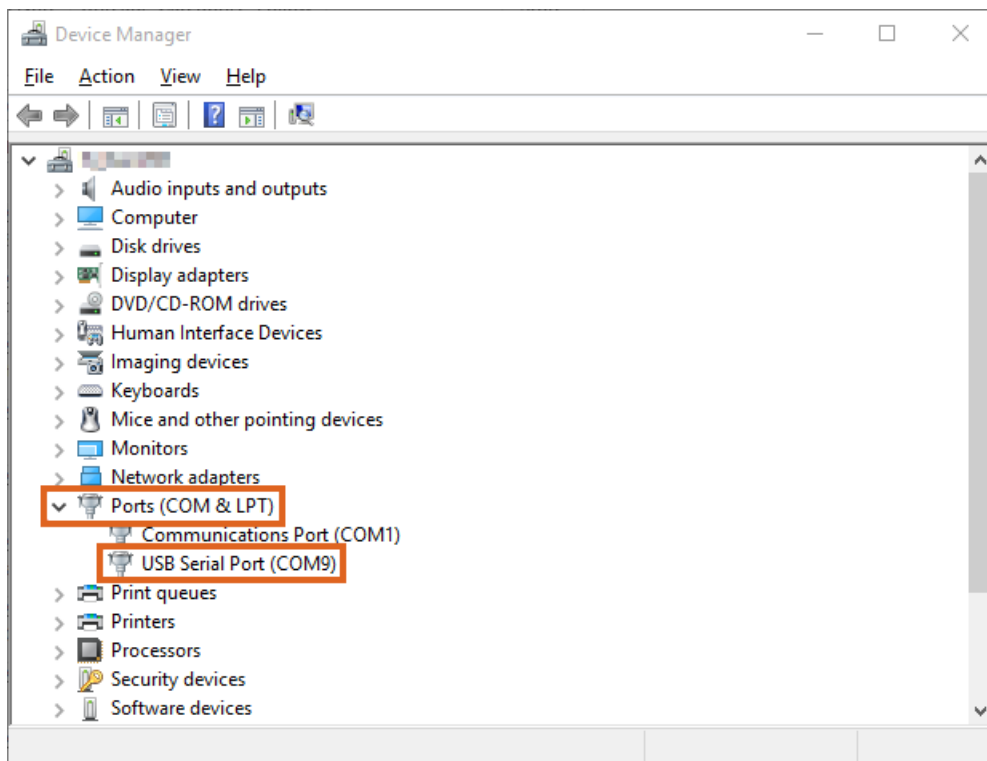 Device Manager
File Action View Help
Audio inputs and outputs
Computer
Disk drives
Display adapters
DVD/CD-ROM drives
Human Interface Devices
Imaging devices
Keyboards
Mice and other pointing devices
Monitors
Network adapters
Ports (COM & LPT)
Communications Port (COM1)
USB Serial Port (COM9)
Print queues
Printers
Processors
Security devices
Software devices